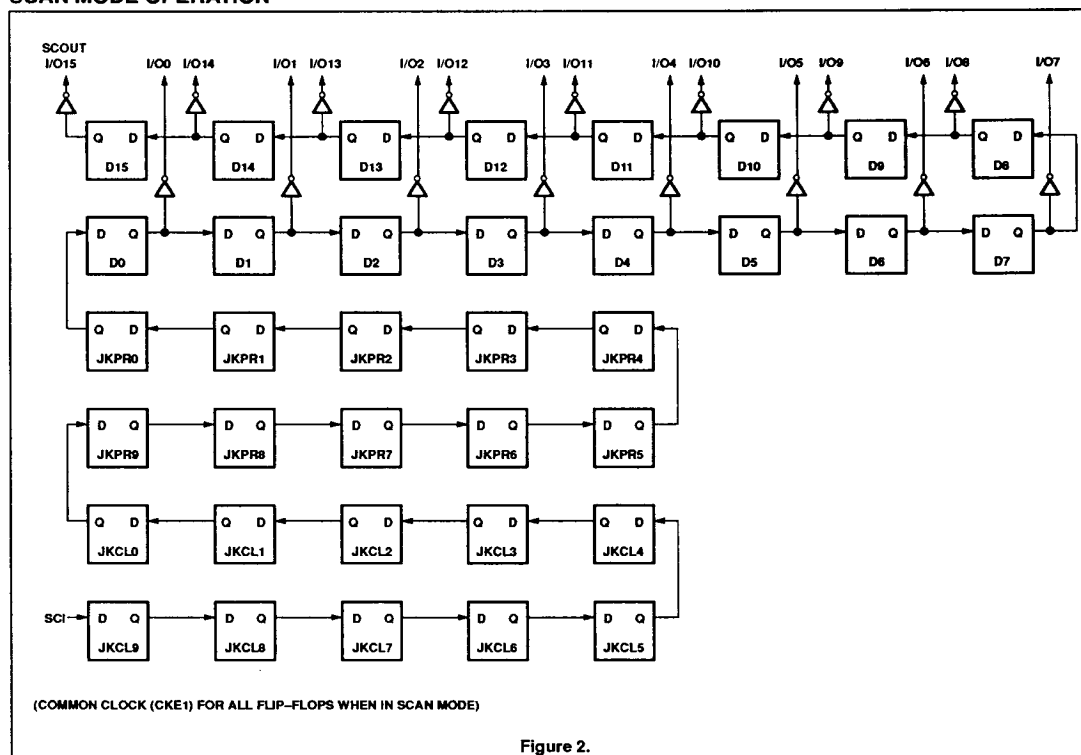 SCAN MODE OPERATION
SCOUT
I/O15 I/O0 I/O14 I/O1 I/O13 I/O2 I/O12 I/O3 I/O11 I/O4 I/O10 I/O5 I/O9 I/O6 I/O8 I/O7
Q D Q D Q D Q D Q D Q D Q D Q D
D15 D14 D13 D12 D11 D10 D9 D8
D Q D Q D Q D Q D Q D Q D Q D Q
D0 D1 D2 D3 D4 D5 D6 D7
Q D Q D Q D Q D Q D
JKPR0 JKPR1 JKPR2 JKPR3 JKPR4
D Q D Q D Q D Q D Q
JKPR9 JKPR8 JKPR7 JKPR6 JKPR5
Q D Q D Q D Q D Q D
JKCL0 JKCL1 JKCL2 JKCL3 JKCL4
SCI D Q D Q D Q D Q D Q
JKCL9 JKCL8 JKCL7 JKCL6 JKCL5
(COMMON CLOCK (CKE1) FOR ALL FLIP–FLOPS WHEN IN SCAN MODE)
Figure 2.